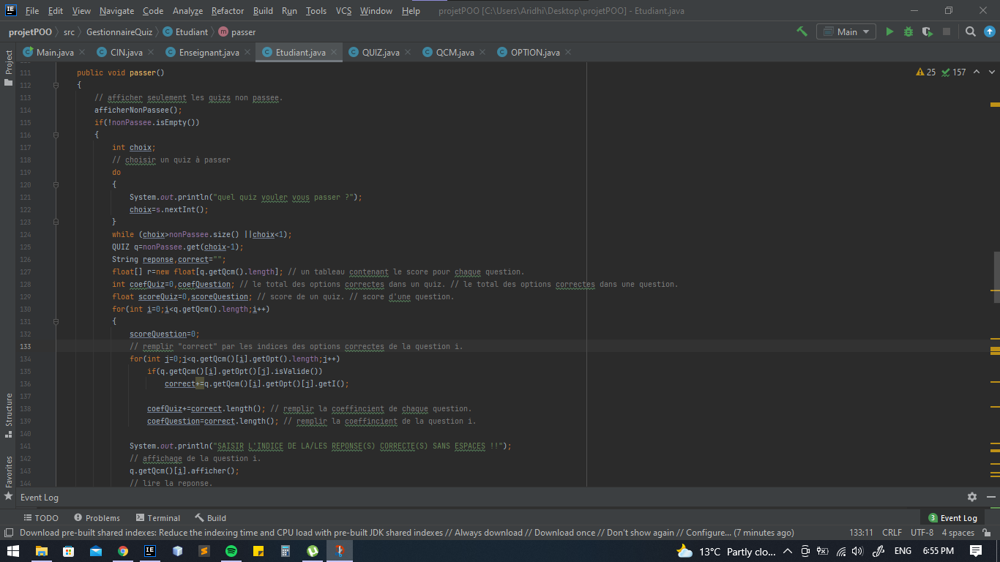 File Edit View Navigate Code Analyze Refactor Build Run Tools VCS Window Help projetPOO [C:\Users\Aridhi\Desktop\projetPOO] - Etudiant.java
projetPOO src GestionnaireQuiz Etudiant passer Main
Main.java CIN.java Enseignant.java Etudiant.java QUIZ.java QCM.java OPTION.java
Project
25 157
111 public void passer()
112 {
113 // afficher seulement les quizs non passee.
114 afficherNonPassee();
115 if(!nonPassee.isEmpty())
116 {
117 int choix;
118 // choisir un quiz à passer
119 do
120 {
121 System.out.println("quel quiz youler vous passer ?");
122 choix=s.nextInt();
123 }
124 while (choix>nonPassee.size() ||choix<1);
125 QUIZ q=nonPassee.get(choix-1);
126 String reponse,correct="";
127 float[] r=new float[q.getQcm().length]; // un tableau contenant le score pour chaque question.
128 int coefQuiz=0,coefQuestion; // le total des options correctes dans un quiz. // le total des options correctes dans une question.
129 float scoreQuiz=0,scoreQuestion; // score de un quiz. // score d'une question.
130 for(int i=0;i<q.getQcm().length;i++)
131 {
132 scoreQuestion=0;
133 // remplir "correct" par les indices des options correctes de la question i.
134 for(int j=0;j<q.getQcm()[i].getOpt().length;j++)
135 if(q.getQcm()[i].getOpt()[j].isValide())
136 correct+=q.getQcm()[i].getOpt()[j].getI();
137
138 coefQuiz+=correct.length(); // remplir la coeffincient de chaque question.
139 coefQuestion=correct.length(); // remplir la coeffincient de la question i.
140
141 System.out.println("SAISIR L'INDICE DE LA/LES REPONSE(S) CORRECTE(S) SANS ESPACES !!");
142 // affichage de la question i.
143 q.getQcm()[i].afficher();
144 // lire la reponse.
Structure
Favorites
Event Log
TODO Problems Terminal Build 3 Event Log
Download pre-built shared indexes: Reduce the indexing time and CPU load with pre-built JDK shared indexes // Always download // Download once // Don't show again // Configure... (7 minutes ago) 133:11 CRLF UTF-8 4 spaces
13°C Partly clo... ENG 6:55 PM